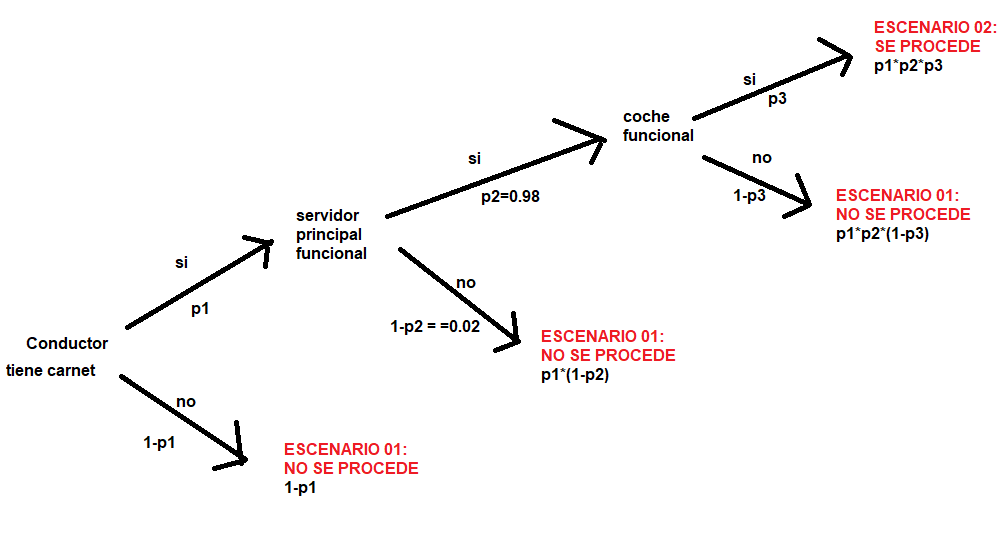 ESCENARIO 02:
SE PROCEDE
p1*p2*p3
si
p3
coche
funcional
no
1-p3
ESCENARIO 01:
NO SE PROCEDE
p1*p2*(1-p3)
si
p2=0.98
servidor
principal
funcional
no
1-p2 = =0.02
ESCENARIO 01:
NO SE PROCEDE
p1*(1-p2)
si
p1
Conductor
tiene carnet
no
1-p1
ESCENARIO 01:
NO SE PROCEDE
1-p1